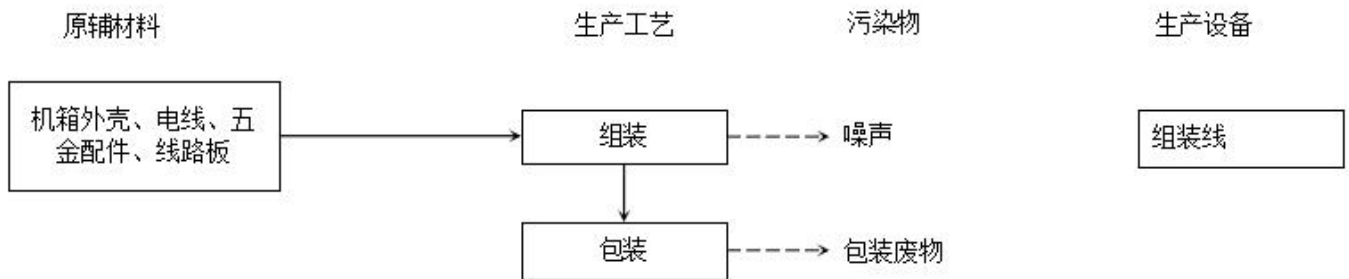 原辅材料
生产工艺
污染物
生产设备
机箱外壳、电线、五
金配件、线路板
组装
噪声
组装线
包装
包装废物